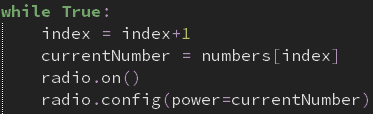 while True:
    index = index+1
    currentNumber = numbers[index]
    radio.on()
    radio.config(power=currentNumber)